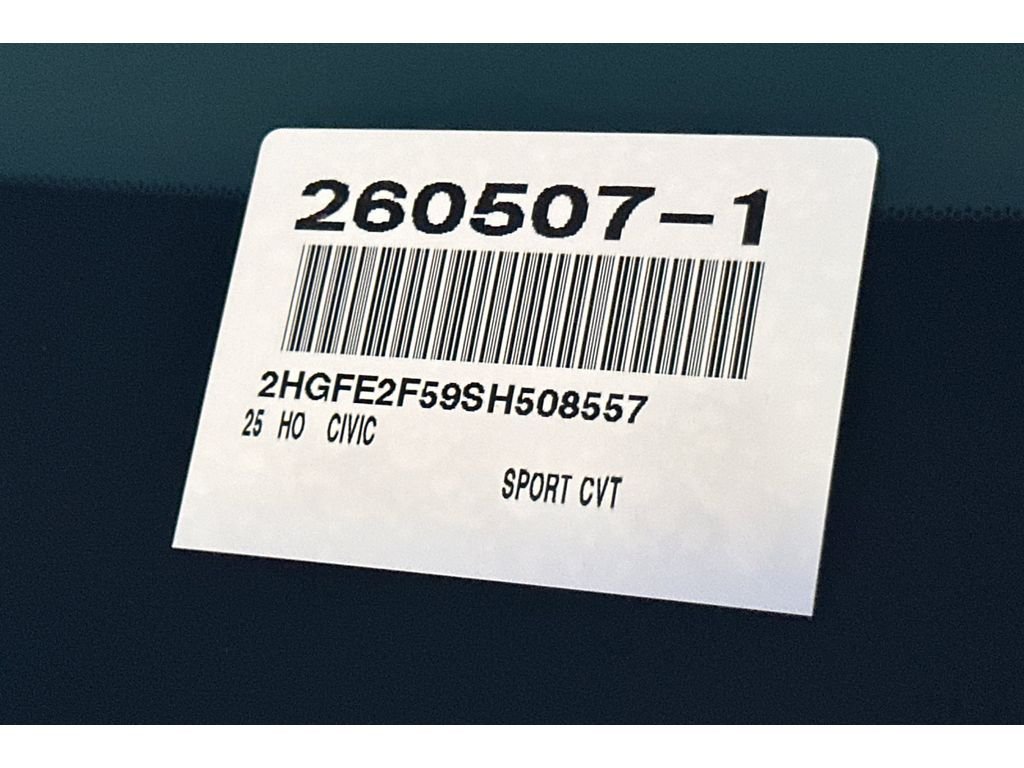 260507-1
2HGFE2F59SH508557
25 HO CIVIC
SPORT CVT